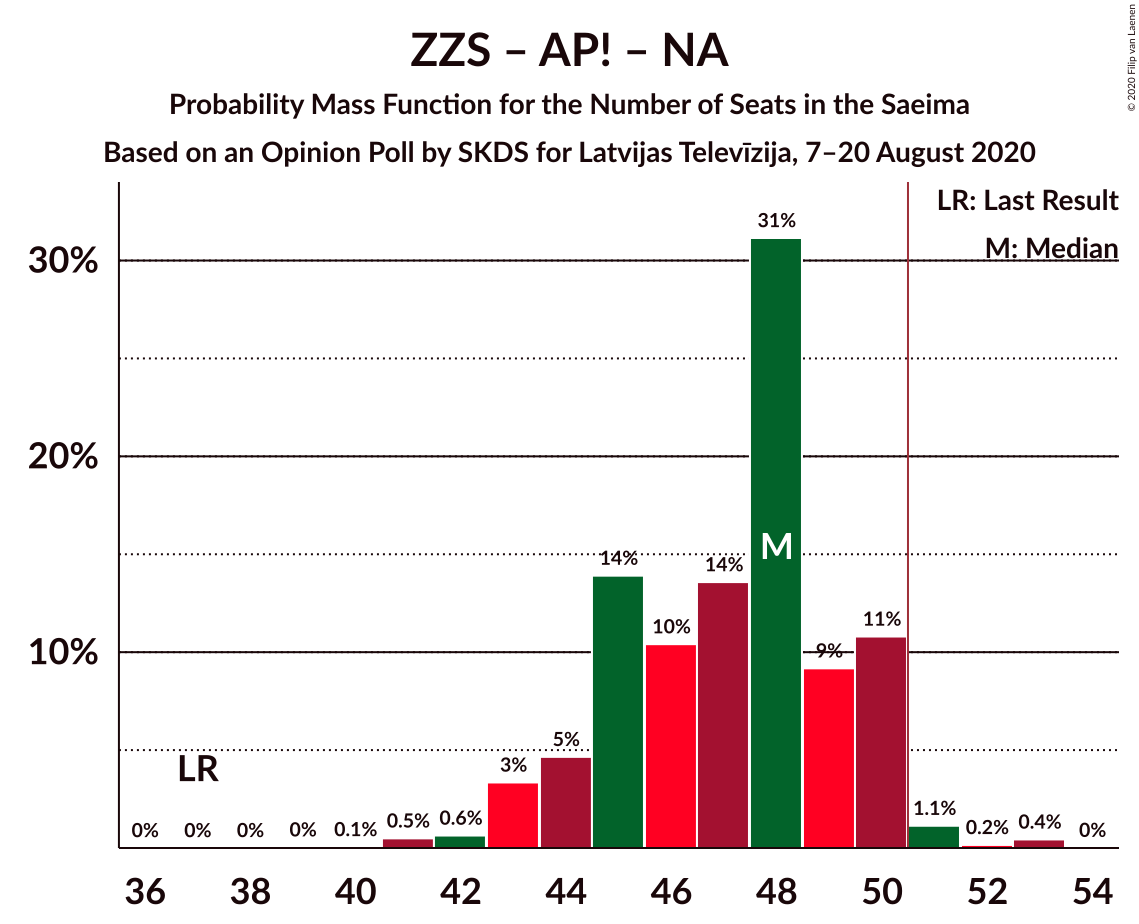 ZZS – AP! – NA
Probability Mass Function for the Number of Seats in the Saeima
Based on an Opinion Poll by SKDS for Latvijas Televīzija, 7–20 August 2020
© 2020 Filip van Laenen
LR: Last Result
M: Median
30%
20%
10%
LR
M
0% 0% 0% 0% 0.1% 0.5% 0.6% 3% 5% 14% 10% 14% 31% 9% 11% 1.1% 0.2% 0.4% 0%
36 38 40 42 44 46 48 50 52 54